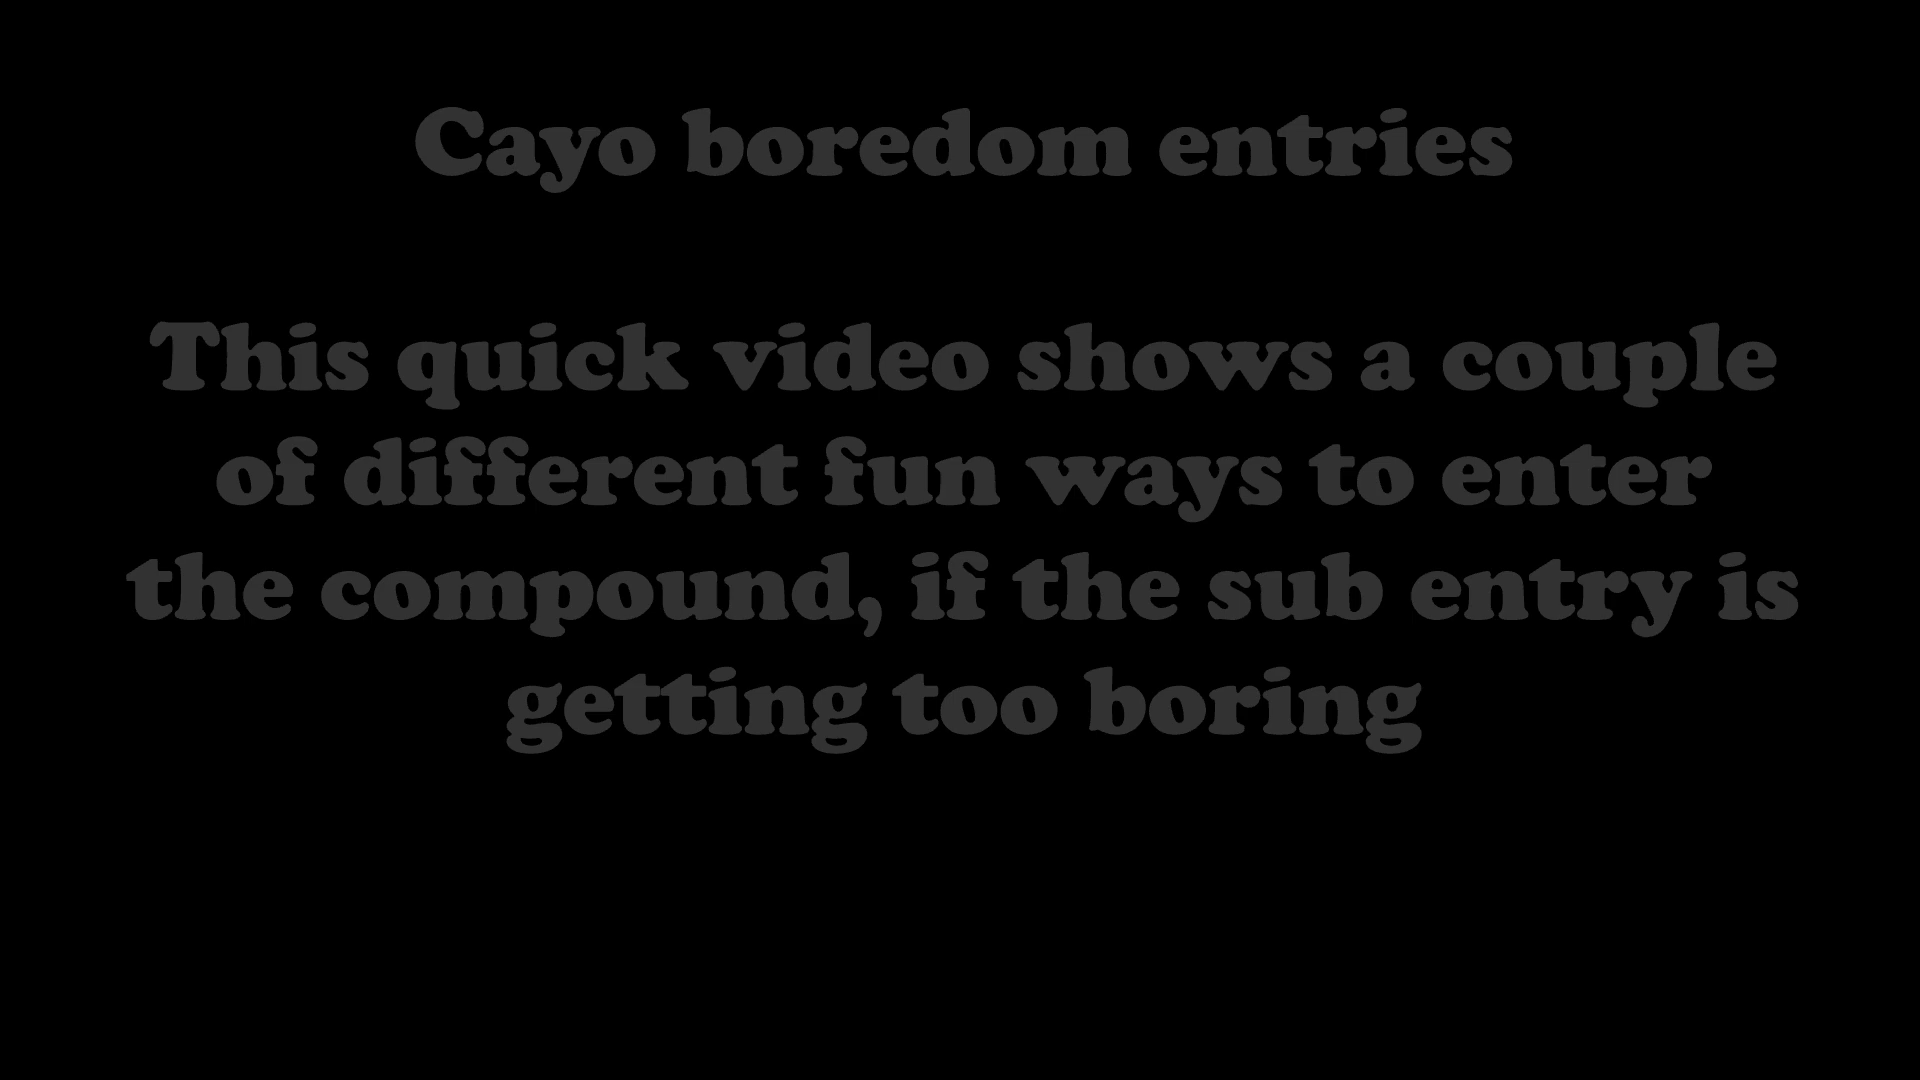 Cayo boredom entries
This quick video shows a couple
of different fun ways to enter
the compound, if the sub entry is
getting too boring